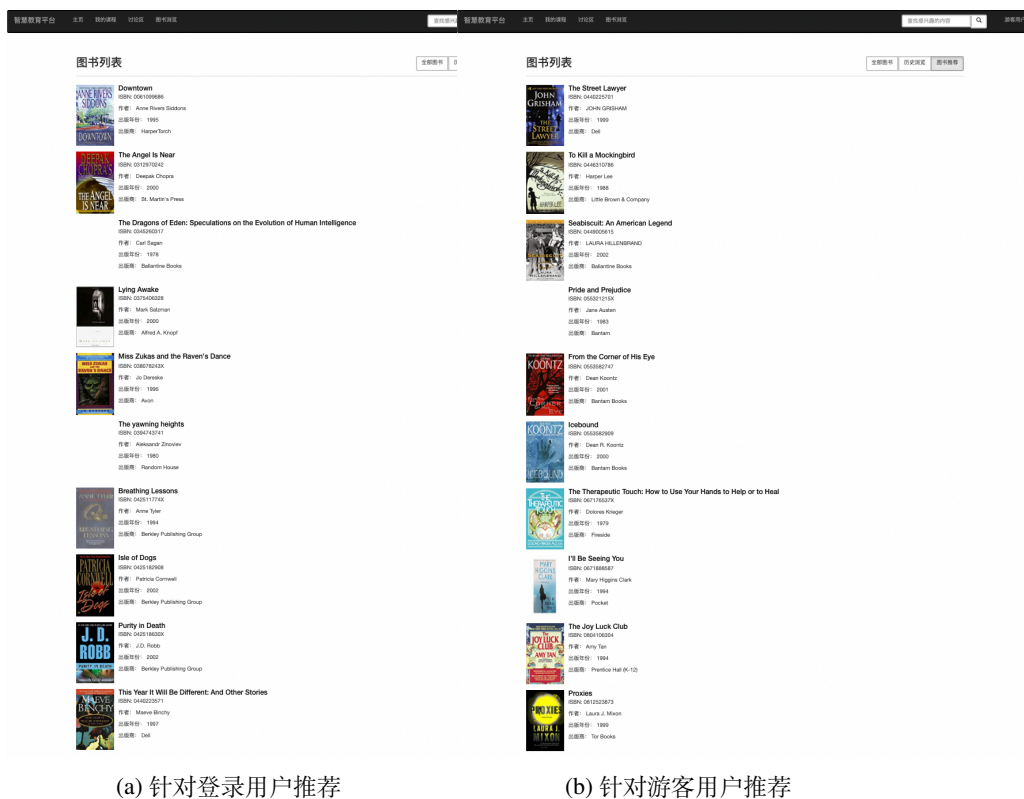 智慧教育平台 主页 我的课程 讨论区 图书浏览
图书列表
全部图书
Downtown
ISBN: 0061099686
作者: Anne Rivers Siddons
出版年份: 1995
出版商: HarperTorch
The Angel Is Near
ISBN: 0312970242
作者: Deepak Chopra
出版年份: 2000
出版商: St. Martin's Press
The Dragons of Eden: Speculations on the Evolution of Human Intelligence
ISBN: 0345260317
作者: Carl Sagan
出版年份: 1978
出版商: Ballantine Books
Lying Awake
ISBN: 0375406328
作者: Mark Salzman
出版年份: 2000
出版商: Alfred A. Knopf
Miss Zukas and the Raven's Dance
ISBN: 038078243X
作者: Jo Dereske
出版年份: 1996
出版商: Avon
The yawning heights
ISBN: 0394743741
作者: Aleksandr Zinoviev
出版年份: 1980
出版商: Random House
Breathing Lessons
ISBN: 042511774X
作者: Anne Tyler
出版年份: 1994
出版商: Berkley Publishing Group
Isle of Dogs
ISBN: 0425182908
作者: Patricia Cornwell
出版年份: 2002
出版商: Berkley Publishing Group
Purity in Death
ISBN: 042518630X
作者: J.D. Robb
出版年份: 2002
出版商: Berkley Publishing Group
This Year It Will Be Different: And Other Stories
ISBN: 0440223571
作者: Maeve Binchy
出版年份: 1997
出版商: Dell
(a) 针对登录用户推荐
智慧教育平台 主页 我的课程 讨论区 图书浏览 查找感兴趣的内容 游客用户
图书列表
全部图书 历史浏览 图书推荐
The Street Lawyer
ISBN: 0440225701
作者: JOHN GRISHAM
出版年份: 1999
出版商: Dell
To Kill a Mockingbird
ISBN: 0446310786
作者: Harper Lee
出版年份: 1988
出版商: Little Brown & Company
Seabiscuit: An American Legend
ISBN: 0449005615
作者: LAURA HILLENBRAND
出版年份: 2002
出版商: Ballantine Books
Pride and Prejudice
ISBN: 055321215X
作者: Jane Austen
出版年份: 1983
出版商: Bantam
From the Corner of His Eye
ISBN: 0553582747
作者: Dean Koontz
出版年份: 2001
出版商: Bantam Books
Icebound
ISBN: 0553582909
作者: Dean R. Koontz
出版年份: 2000
出版商: Bantam Books
The Therapeutic Touch: How to Use Your Hands to Help or to Heal
ISBN: 067176537X
作者: Dolores Krieger
出版年份: 1979
出版商: Fireside
I'll Be Seeing You
ISBN: 0671888587
作者: Mary Higgins Clark
出版年份: 1994
出版商: Pocket
The Joy Luck Club
ISBN: 0804106304
作者: Amy Tan
出版年份: 1994
出版商: Prentice Hall (K-12)
Proxies
ISBN: 0812523873
作者: Laura J. Mixon
出版年份: 1999
出版商: Tor Books
(b) 针对游客用户推荐